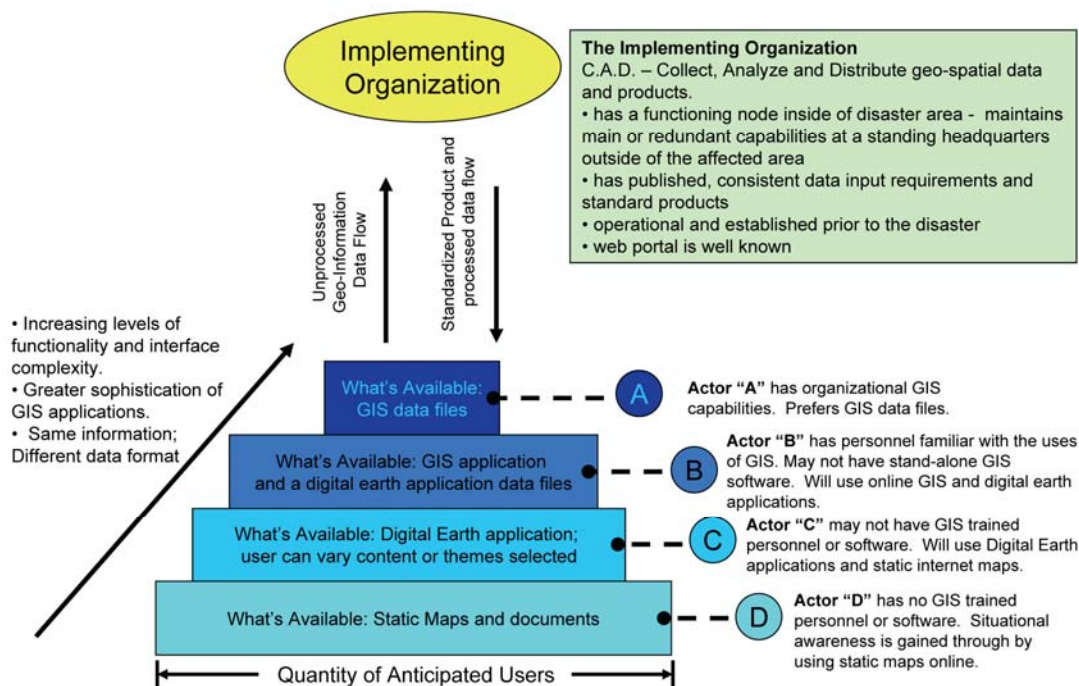 Implementing
Organization
The Implementing Organization
C.A.D. – Collect, Analyze and Distribute geo-spatial data
and products.
• has a functioning node inside of disaster area - maintains
main or redundant capabilities at a standing headquarters
outside of the affected area
• has published, consistent data input requirements and
standard products
• operational and established prior to the disaster
• web portal is well known
Unprocessed
Geo-Information
Data Flow
Standardized Product and
processed data flow
• Increasing levels of
functionality and interface
complexity.
• Greater sophistication of
GIS applications.
• Same information;
Different data format
What's Available:
GIS data files
A
Actor "A" has organizational GIS
capabilities. Prefers GIS data files.
What's Available: GIS application
and a digital earth application data files
B
Actor "B" has personnel familiar with the uses
of GIS. May not have stand-alone GIS
software. Will use online GIS and digital earth
applications.
What's Available: Digital Earth application;
user can vary content or themes selected
C
Actor "C" may not have GIS trained
personnel or software. Will use Digital Earth
applications and static internet maps.
What's Available: Static Maps and documents
D
Actor "D" has no GIS trained
personnel or software. Situational
awareness is gained through by
using static maps online.
Quantity of Anticipated Users